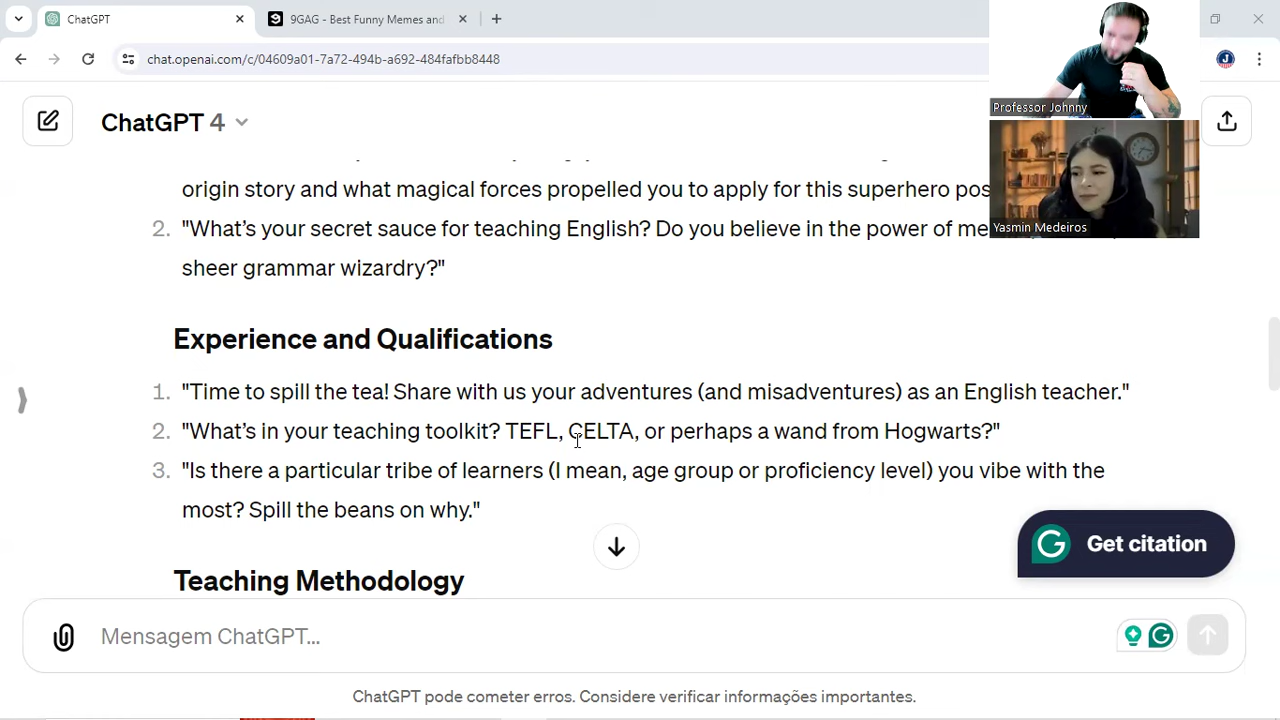 ChatGPT
9GAG - Best Funny Memes and
chat.openai.com/c/04609a01-7a72-494b-a692-484fafbb8448
ChatGPT 4
Professor Johnny
Yasmin Medeiros
origin story and what magical forces propelled you to apply for this superhero pos
2. "What's your secret sauce for teaching English? Do you believe in the power of me
sheer grammar wizardry?"
Experience and Qualifications
1. "Time to spill the tea! Share with us your adventures (and misadventures) as an English teacher."
2. "What's in your teaching toolkit? TEFL, CELTA, or perhaps a wand from Hogwarts?"
3. "Is there a particular tribe of learners (I mean, age group or proficiency level) you vibe with the
most? Spill the beans on why."
Get citation
Teaching Methodology
Mensagem ChatGPT...
ChatGPT pode cometer erros. Considere verificar informações importantes.